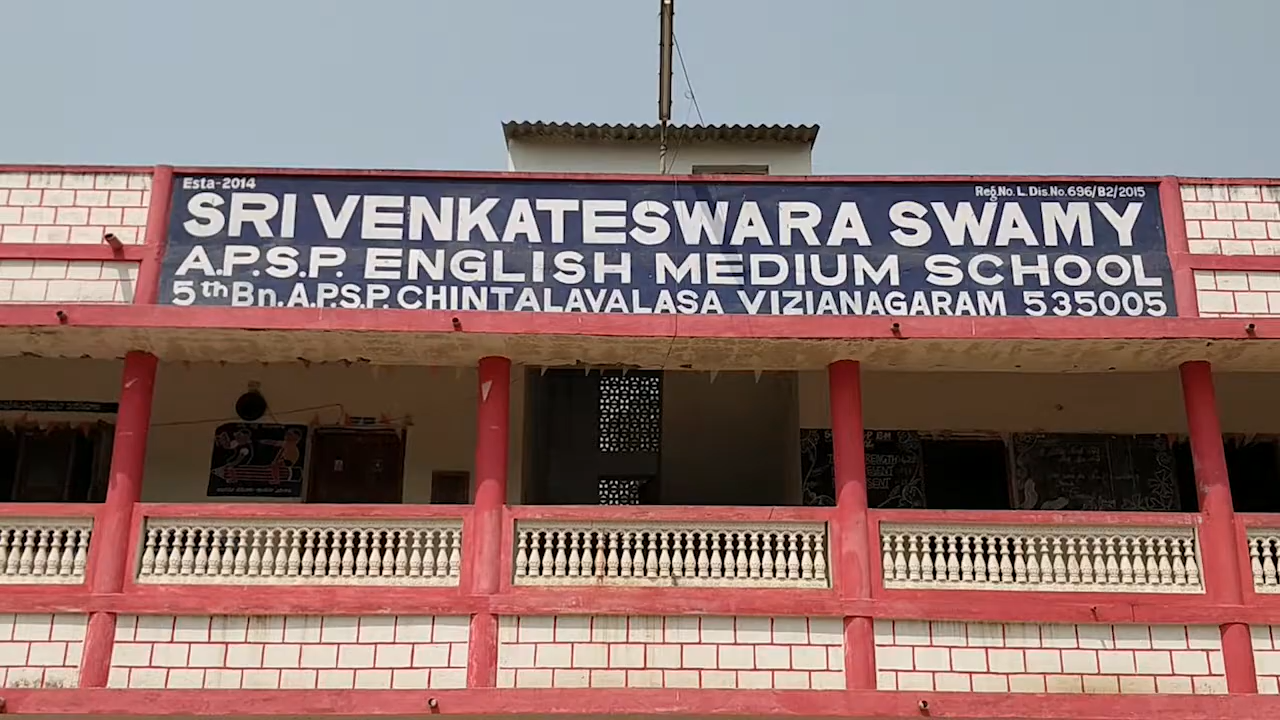 Esta-2014
Reg.No. L. Dis.No.696/B2/2015
SRI VENKATESWARA SWAMY
A.P.S.P. ENGLISH MEDIUM SCHOOL
5th Bn. A.P.S.P. CHINTALAVALASA VIZIANAGARAM 535005